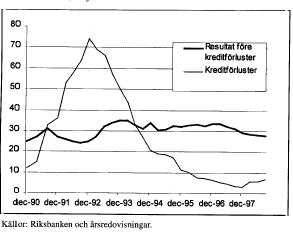 80
70
60
50
40
30
20
10
0
Resultat före
kreditförluster
Kreditförluster
dec-90 dec-91 dec-92 dec-93 dec-94 dec-95 dec-96 dec-97
Källor: Riksbanken och årsredovisningar.